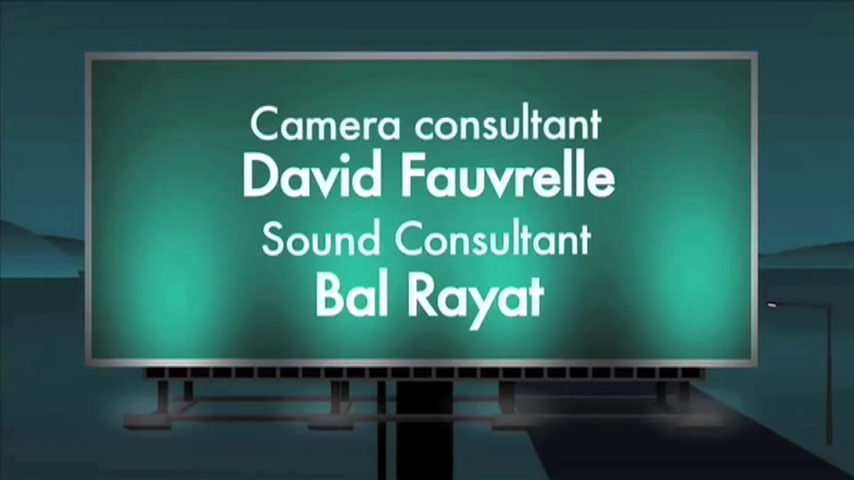 Camera consultant
David Fauvrelle
Sound Consultant
Bal Rayat